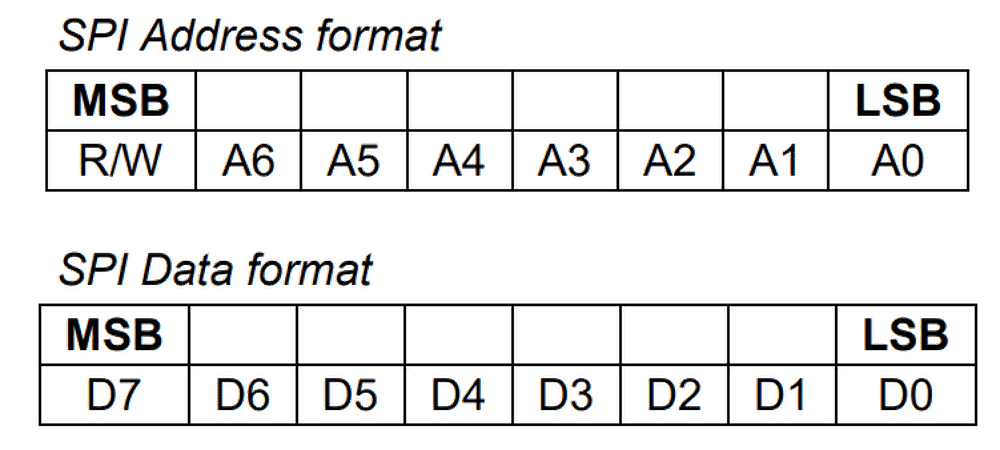 SPI Address format
MSB LSB
R/W A6 A5 A4 A3 A2 A1 A0
SPI Data format
MSB LSB
D7 D6 D5 D4 D3 D2 D1 D0